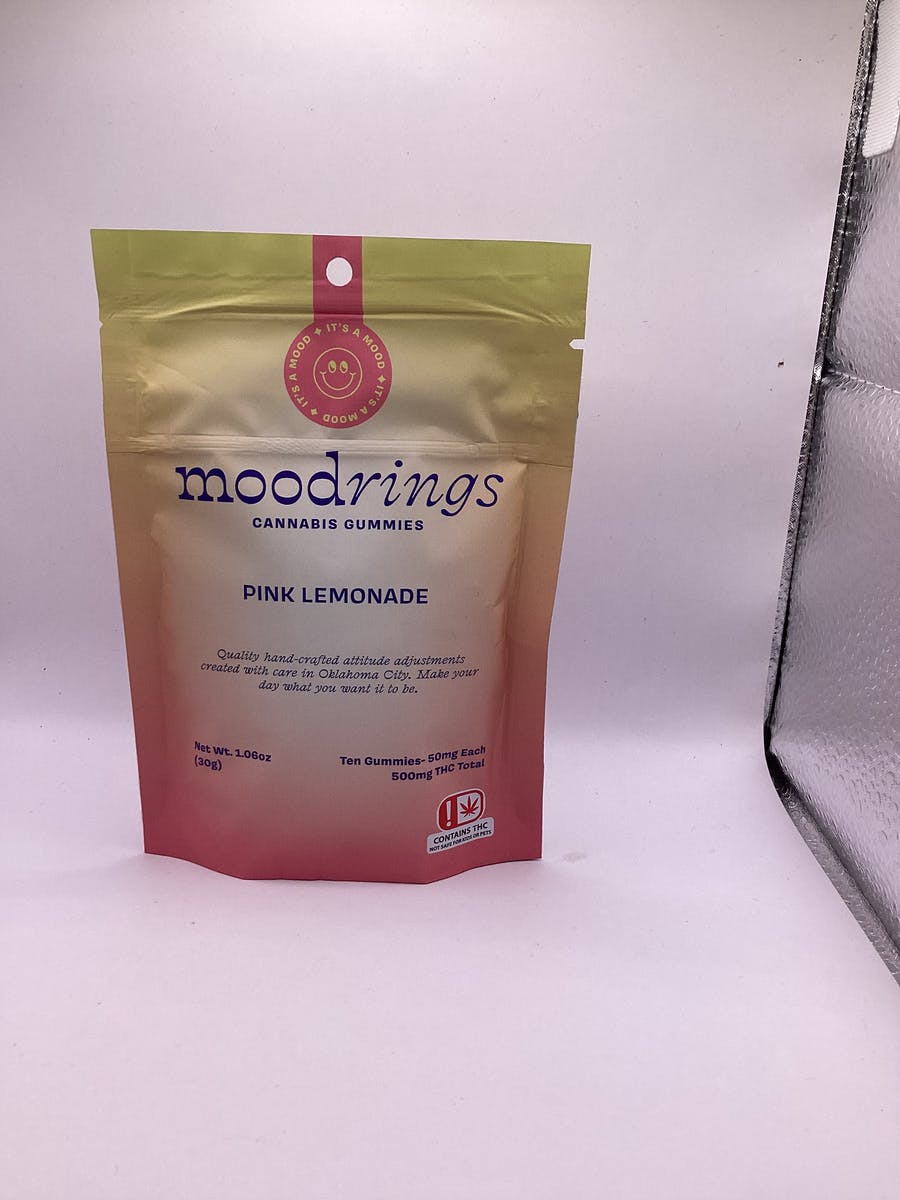 IT'S A MOOD ✦ IT'S A MOOD ✦ IT'S A MOOD ✦
moodrings
CANNABIS GUMMIES
PINK LEMONADE
Quality hand-crafted attitude adjustments
created with care in Oklahoma City. Make your
day what you want it to be.
Net Wt. 1.06oz
(30g)
Ten Gummies- 50mg Each
500mg THC Total
!
CONTAINS THC
NOT SAFE FOR KIDS OR PETS